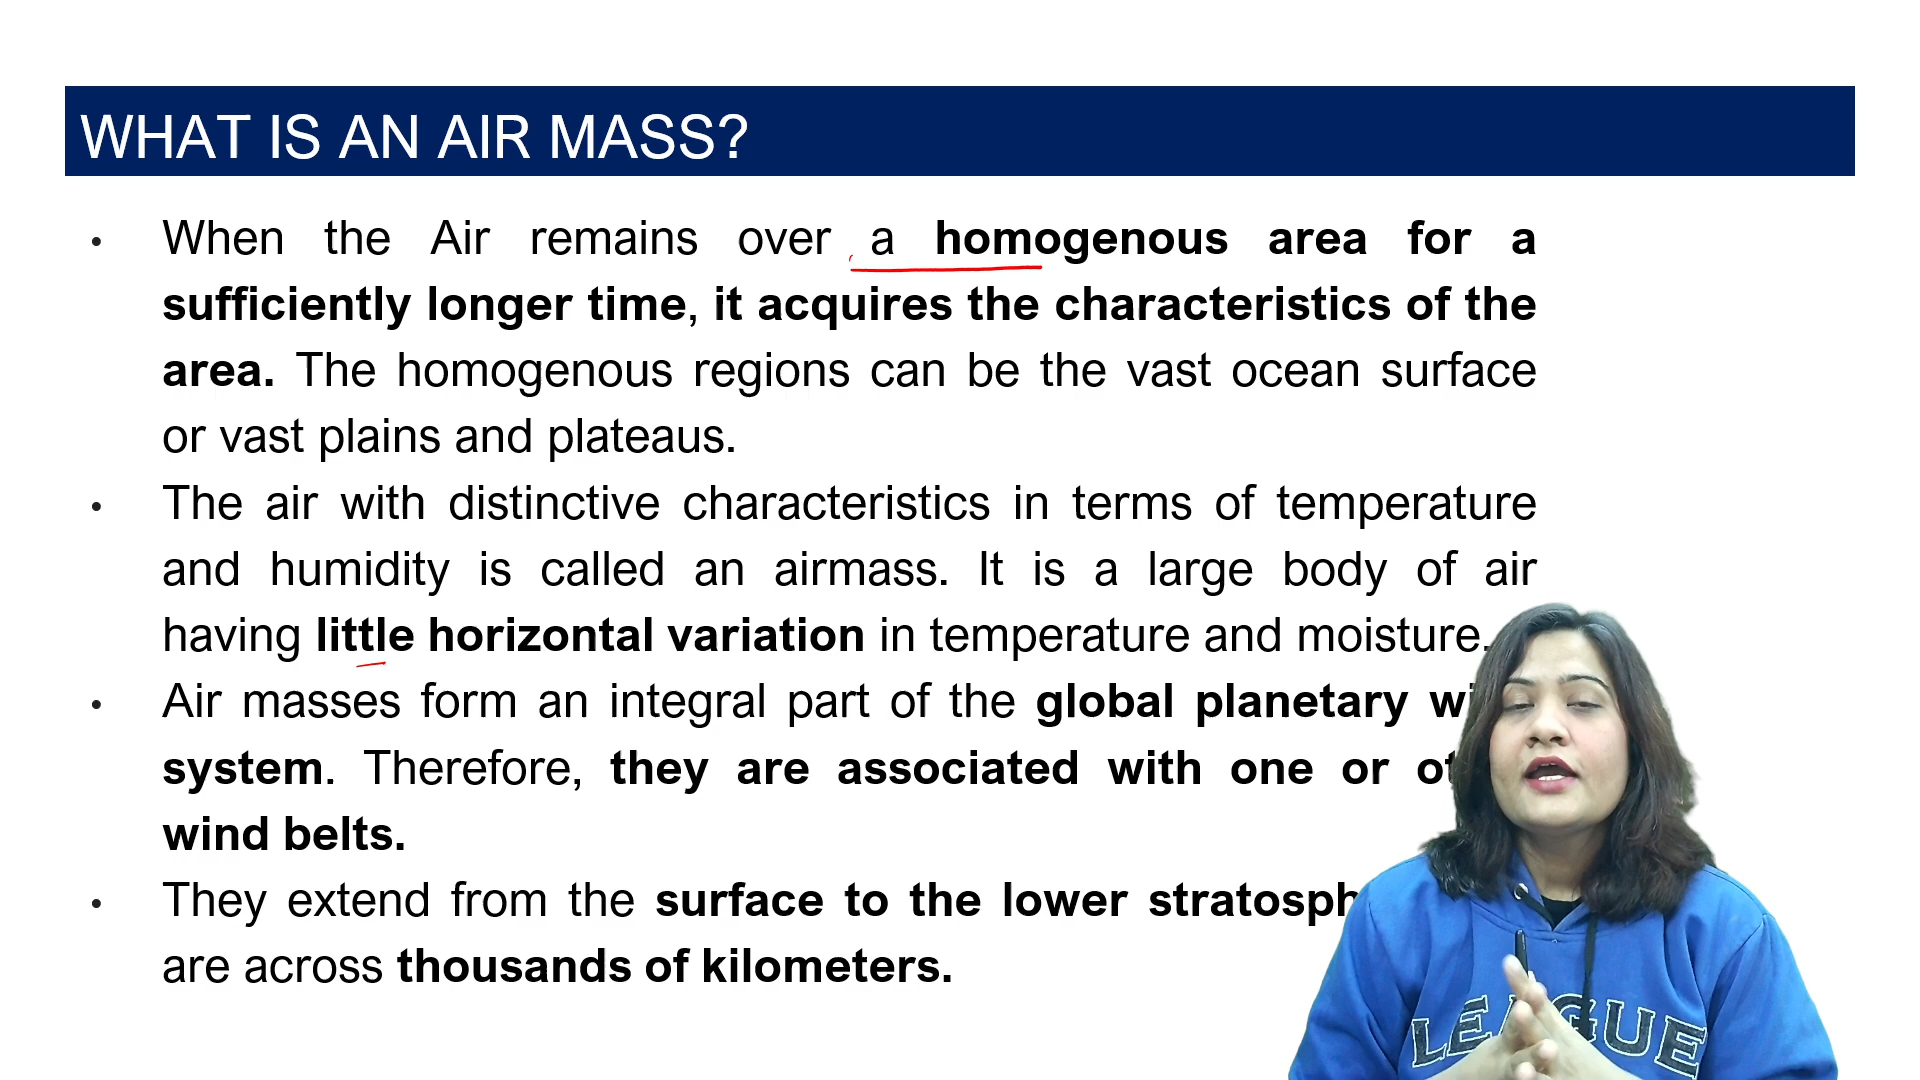 WHAT IS AN AIR MASS?
• When the Air remains over a homogenous area for a
sufficiently longer time, it acquires the characteristics of the
area. The homogenous regions can be the vast ocean surface
or vast plains and plateaus.
• The air with distinctive characteristics in terms of temperature
and humidity is called an airmass. It is a large body of air
having little horizontal variation in temperature and moisture.
• Air masses form an integral part of the global planetary
system. Therefore, they are associated with one or
wind belts.
• They extend from the surface to the lower
are across thousands of kilometers.
LEAGUE